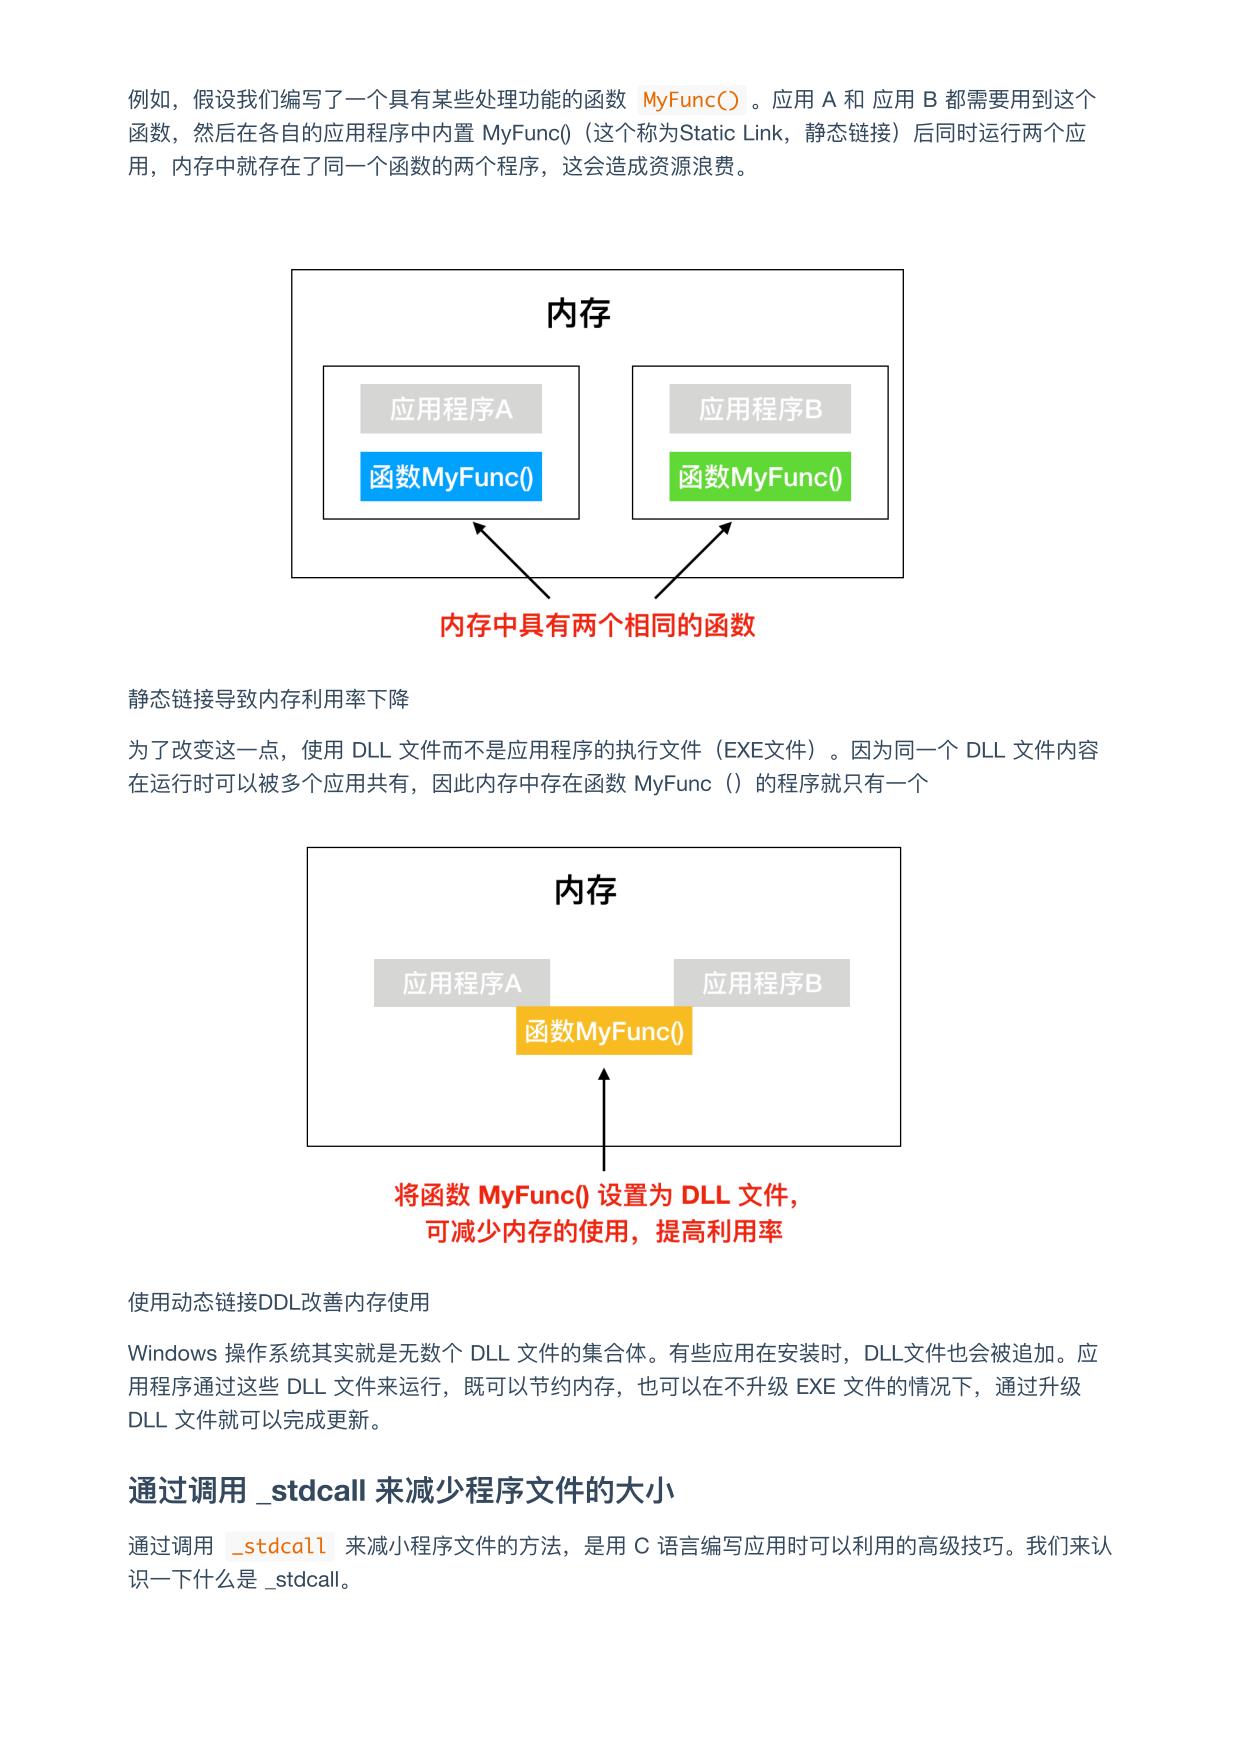 例如，假设我们编写了一个具有某些处理功能的函数 MyFunc() 。应用 A 和 应用 B 都需要用到这个
函数，然后在各自的应用程序中内置 MyFunc()（这个称为Static Link，静态链接）后同时运行两个应
用，内存中就存在了同一个函数的两个程序，这会造成资源浪费。
内存
应用程序A
应用程序B
函数MyFunc()
函数MyFunc()
内存中具有两个相同的函数
静态链接导致内存利用率下降
为了改变这一点，使用 DLL 文件而不是应用程序的执行文件（EXE文件）。因为同一个 DLL 文件内容
在运行时可以被多个应用共有，因此内存中存在函数 MyFunc（）的程序就只有一个
内存
应用程序A
应用程序B
函数MyFunc()
将函数 MyFunc() 设置为 DLL 文件，
可减少内存的使用，提高利用率
使用动态链接DDL改善内存使用
Windows 操作系统其实就是无数个 DLL 文件的集合体。有些应用在安装时，DLL文件也会被追加。应
用程序通过这些 DLL 文件来运行，既可以节约内存，也可以在不升级 EXE 文件的情况下，通过升级
DLL 文件就可以完成更新。
通过调用 _stdcall 来减少程序文件的大小
通过调用 _stdcall 来减小程序文件的方法，是用 C 语言编写应用时可以利用的高级技巧。我们来认
识一下什么是 _stdcall。